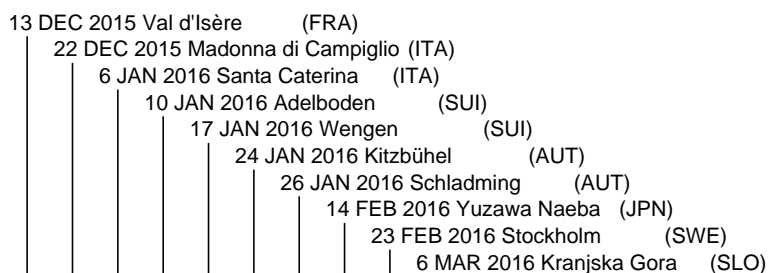 13 DEC 2015 Val d'Isère (FRA)
22 DEC 2015 Madonna di Campiglio (ITA)
6 JAN 2016 Santa Caterina (ITA)
10 JAN 2016 Adelboden (SUI)
17 JAN 2016 Wengen (SUI)
24 JAN 2016 Kitzbühel (AUT)
26 JAN 2016 Schladming (AUT)
14 FEB 2016 Yuzawa Naeba (JPN)
23 FEB 2016 Stockholm (SWE)
6 MAR 2016 Kranjska Gora (SLO)